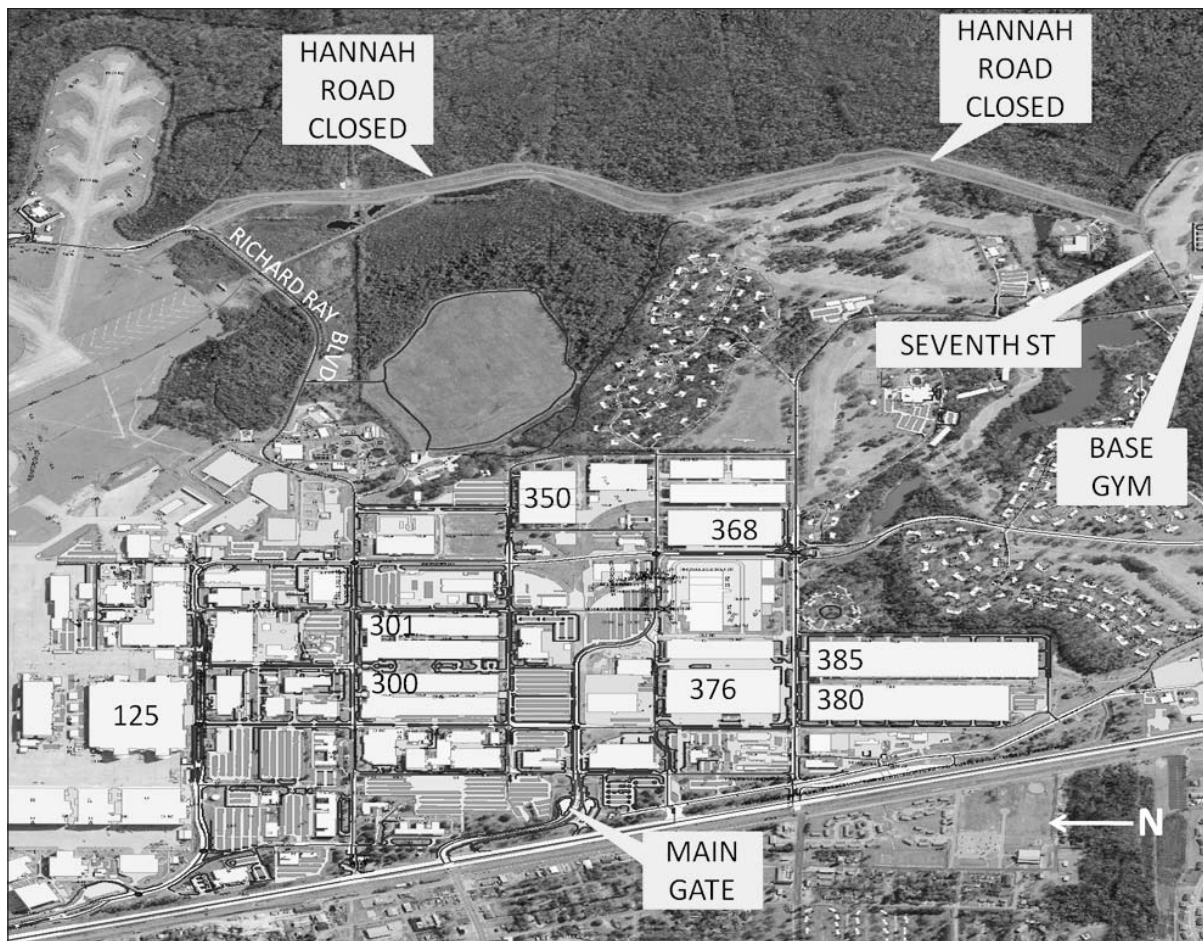 HANNAH
ROAD
CLOSED
HANNAH
ROAD
CLOSED
RICHARD RAY BLVD
SEVENTH ST
BASE
GYM
350
368
301
300
385
376
380
125
N
MAIN
GATE